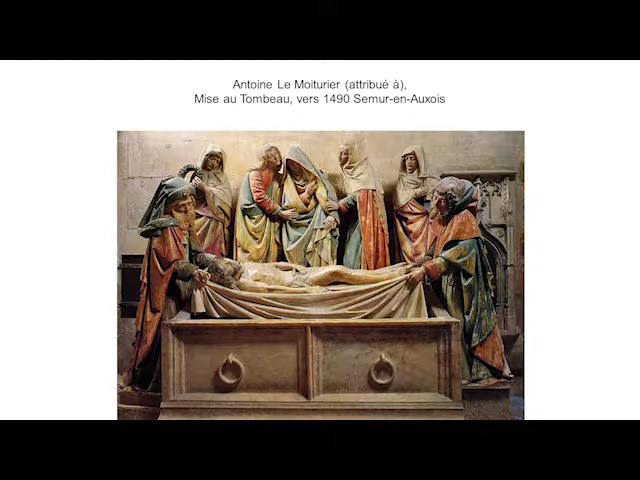 Antoine Le Moiturier (attribué à),
Mise au Tombeau, vers 1490 Semur-en-Auxois